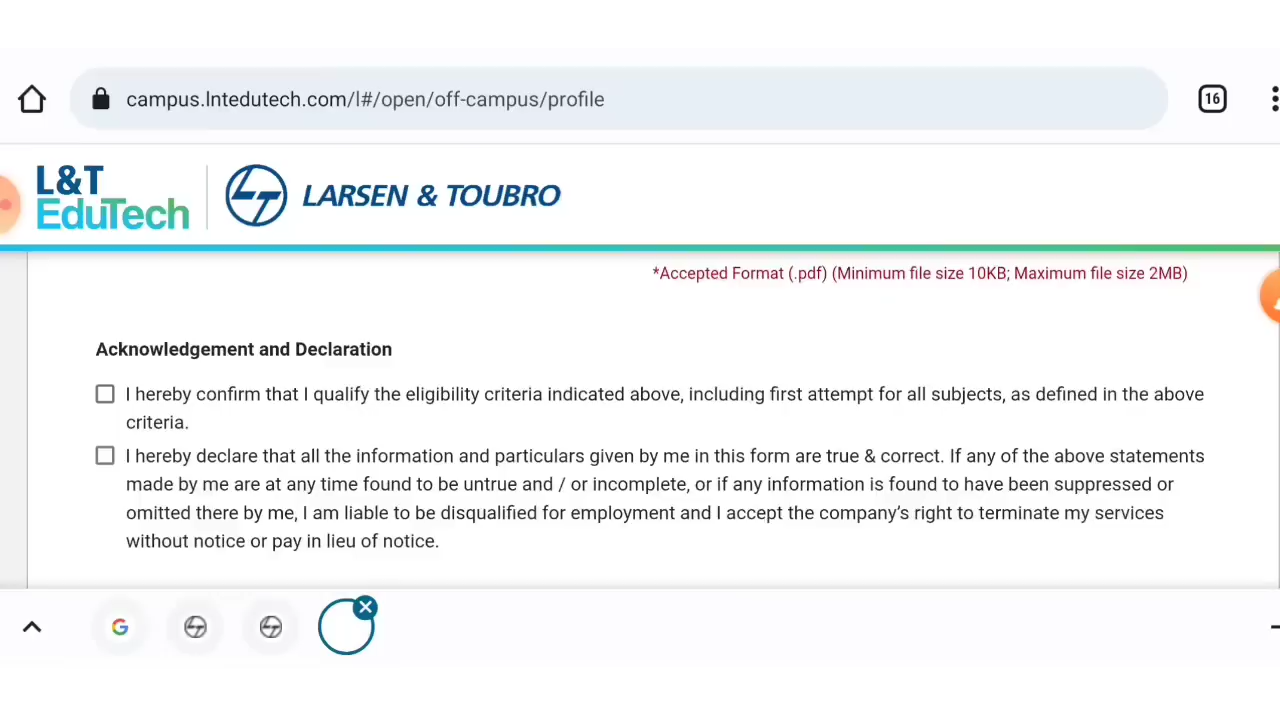 campus.lntedutech.com/l#/open/off-campus/profile
16
L&T
EduTech
LARSEN & TOUBRO
*Accepted Format (.pdf) (Minimum file size 10KB; Maximum file size 2MB)
Acknowledgement and Declaration
I hereby confirm that I qualify the eligibility criteria indicated above, including first attempt for all subjects, as defined in the above
criteria.
I hereby declare that all the information and particulars given by me in this form are true & correct. If any of the above statements
made by me are at any time found to be untrue and / or incomplete, or if any information is found to have been suppressed or
omitted there by me, I am liable to be disqualified for employment and I accept the company's right to terminate my services
without notice or pay in lieu of notice.
G